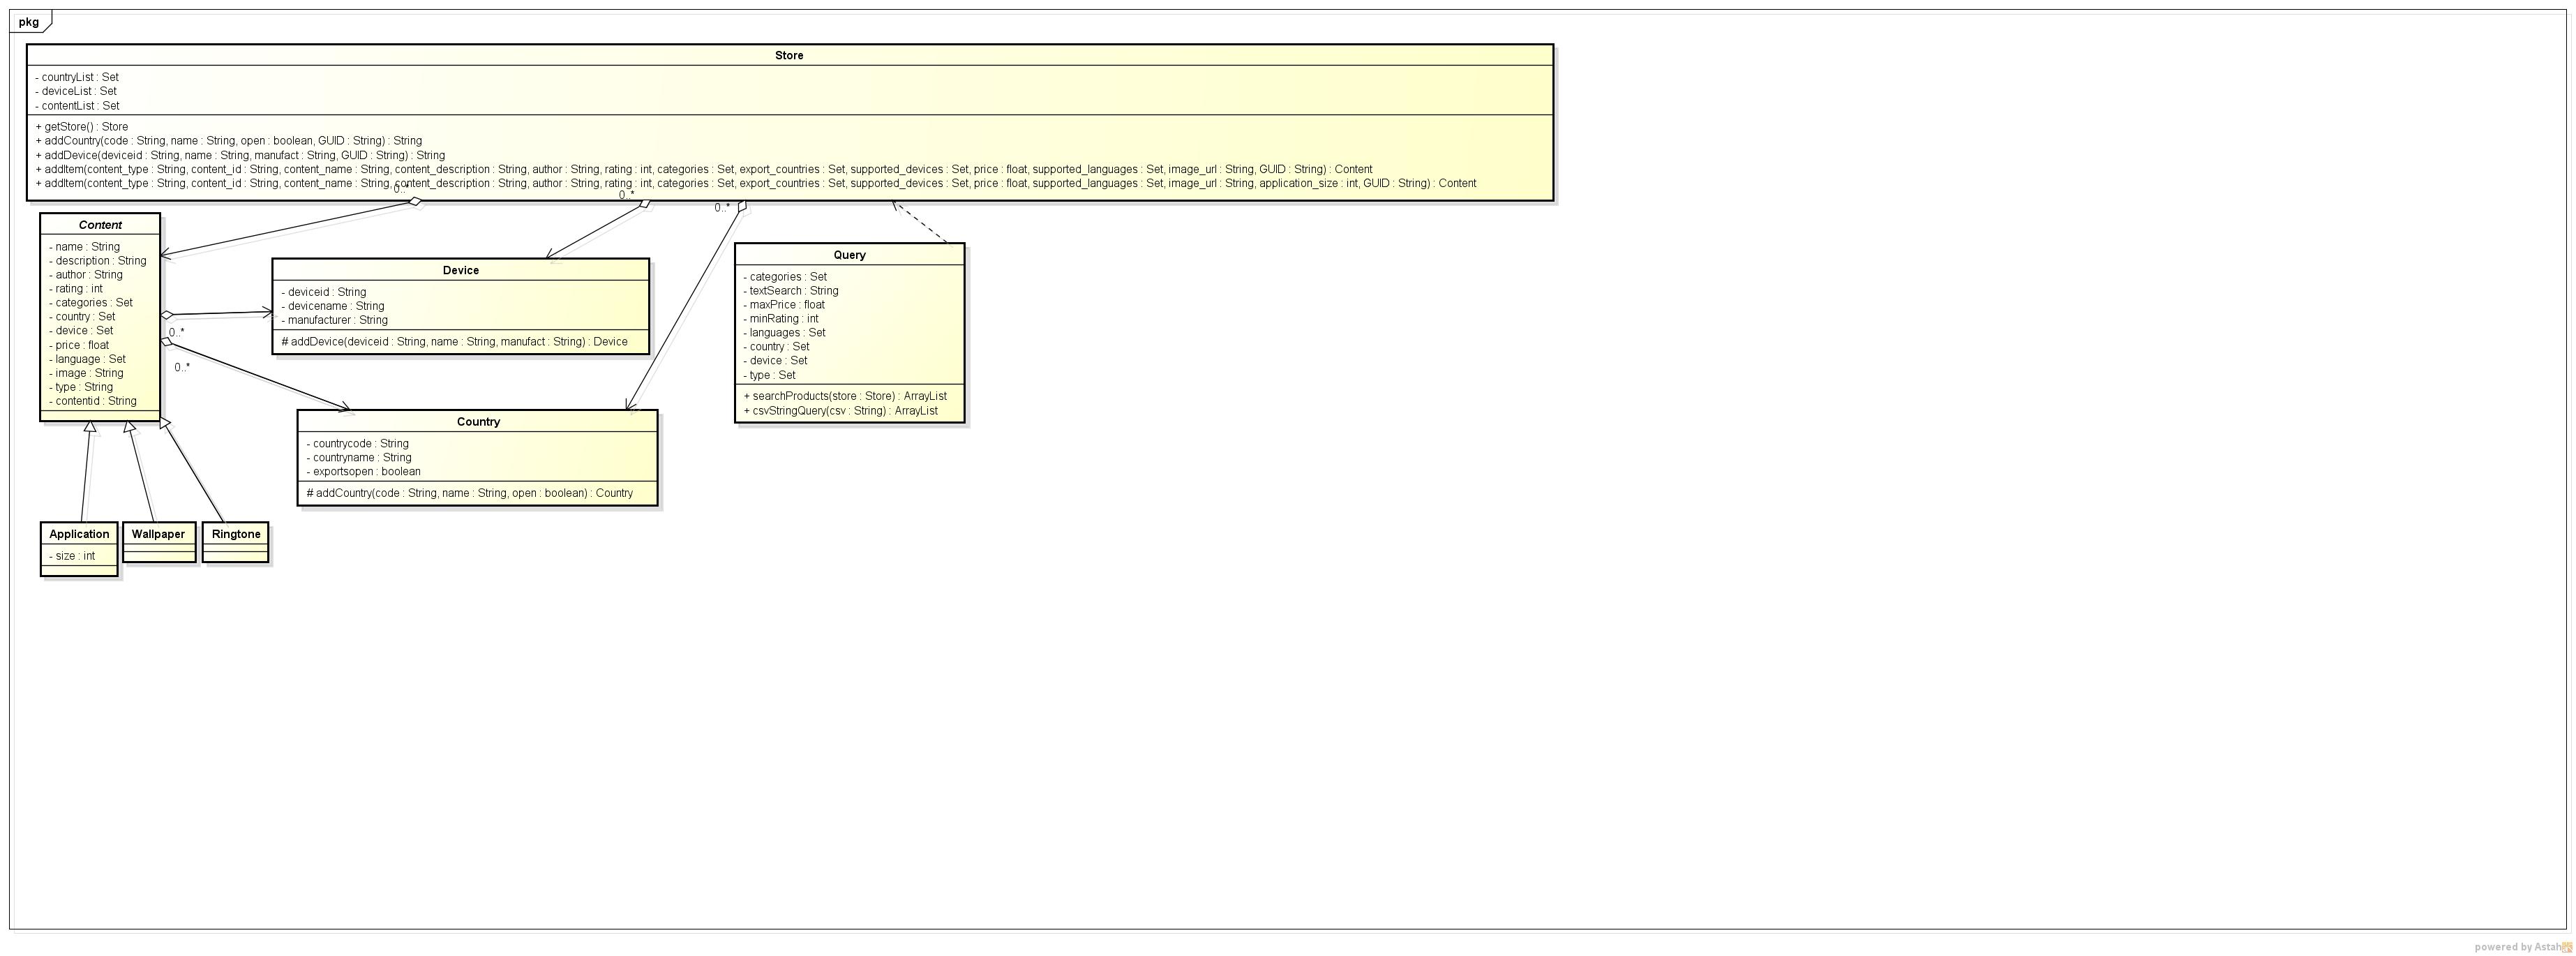 pkg
Store
- countryList : Set
- deviceList : Set
- contentList : Set
+ getStore() : Store
+ addCountry(code : String, name : String, open : boolean, GUID : String) : String
+ addDevice(deviceid : String, name : String, manufact : String, GUID : String) : String
+ addItem(content_type : String, content_id : String, content_name : String, content_description : String, author : String, rating : int, categories : Set, export_countries : Set, supported_devices : Set, price : float, supported_languages : Set, image_url : String, GUID : String) : Content
+ addItem(content_type : String, content_id : String, content_name : String, content_description : String, author : String, rating : int, categories : Set, export_countries : Set, supported_devices : Set, price : float, supported_languages : Set, image_url : String, application_size : int, GUID : String) : Content
0..*
0..*
0..*
Content
- name : String
- description : String
- author : String
- rating : int
- categories : Set
- country : Set
- device : Set
- price : float
- language : Set
- image : String
- type : String
- contentid : String
0..*
0..*
Device
- deviceid : String
- devicename : String
- manufacturer : String
# addDevice(deviceid : String, name : String, manufact : String) : Device
Query
- categories : Set
- textSearch : String
- maxPrice : float
- minRating : int
- languages : Set
- country : Set
- device : Set
- type : Set
+ searchProducts(store : Store) : ArrayList
+ csvStringQuery(csv : String) : ArrayList
Country
- countrycode : String
- countryname : String
- exportsopen : boolean
# addCountry(code : String, name : String, open : boolean) : Country
Application
- size : int
Wallpaper
Ringtone
powered by Astah